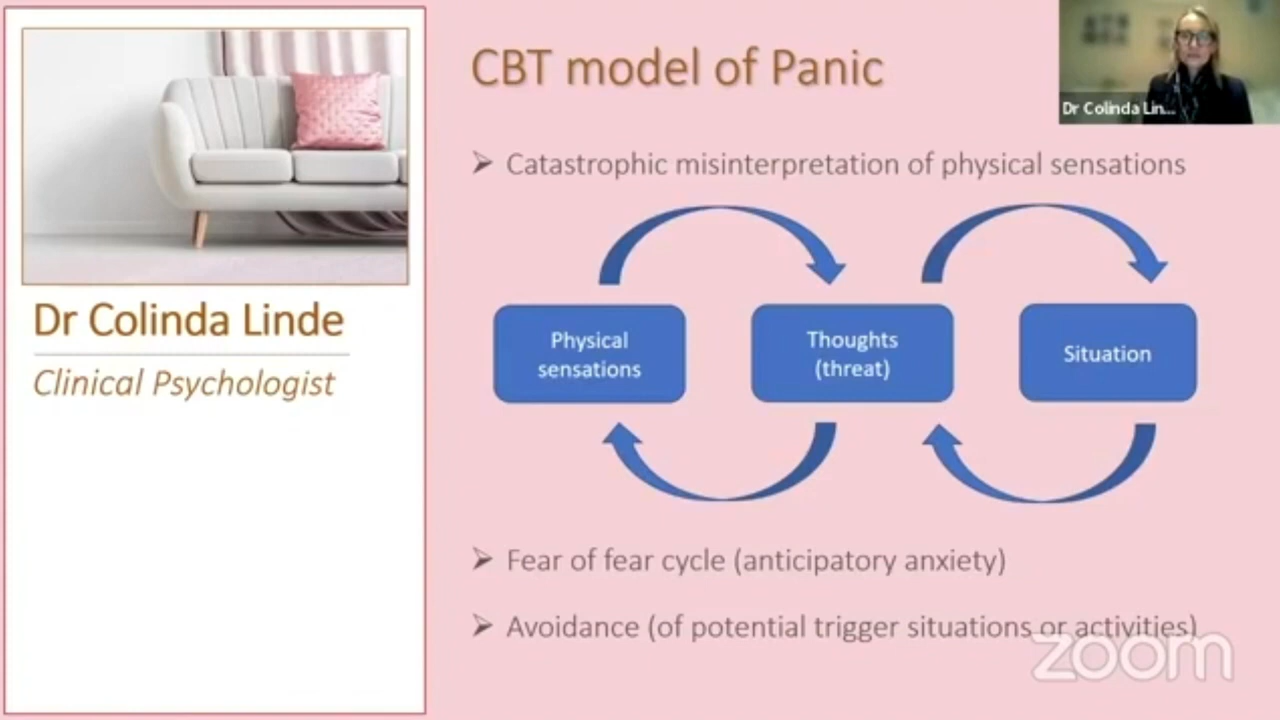 CBT model of Panic
Dr Colinda Lin...
➢ Catastrophic misinterpretation of physical sensations
Physical
sensations
Thoughts
(threat)
Situation
Dr Colinda Linde
Clinical Psychologist
➢ Fear of fear cycle (anticipatory anxiety)
➢ Avoidance (of potential trigger situations or activities)
zoom